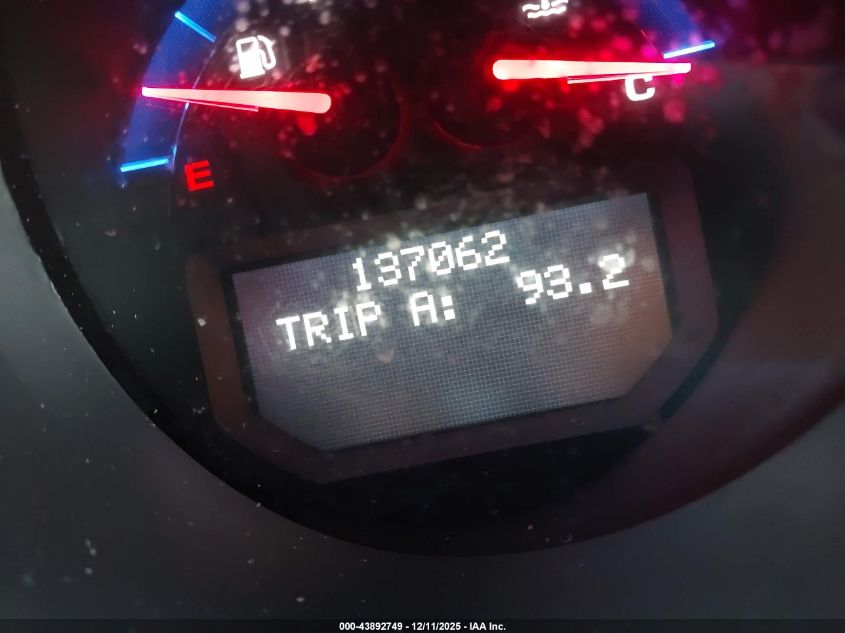 C
E
137062
TRIP A: 93.2
000-43892749 - 12/11/2025 - IAA Inc.